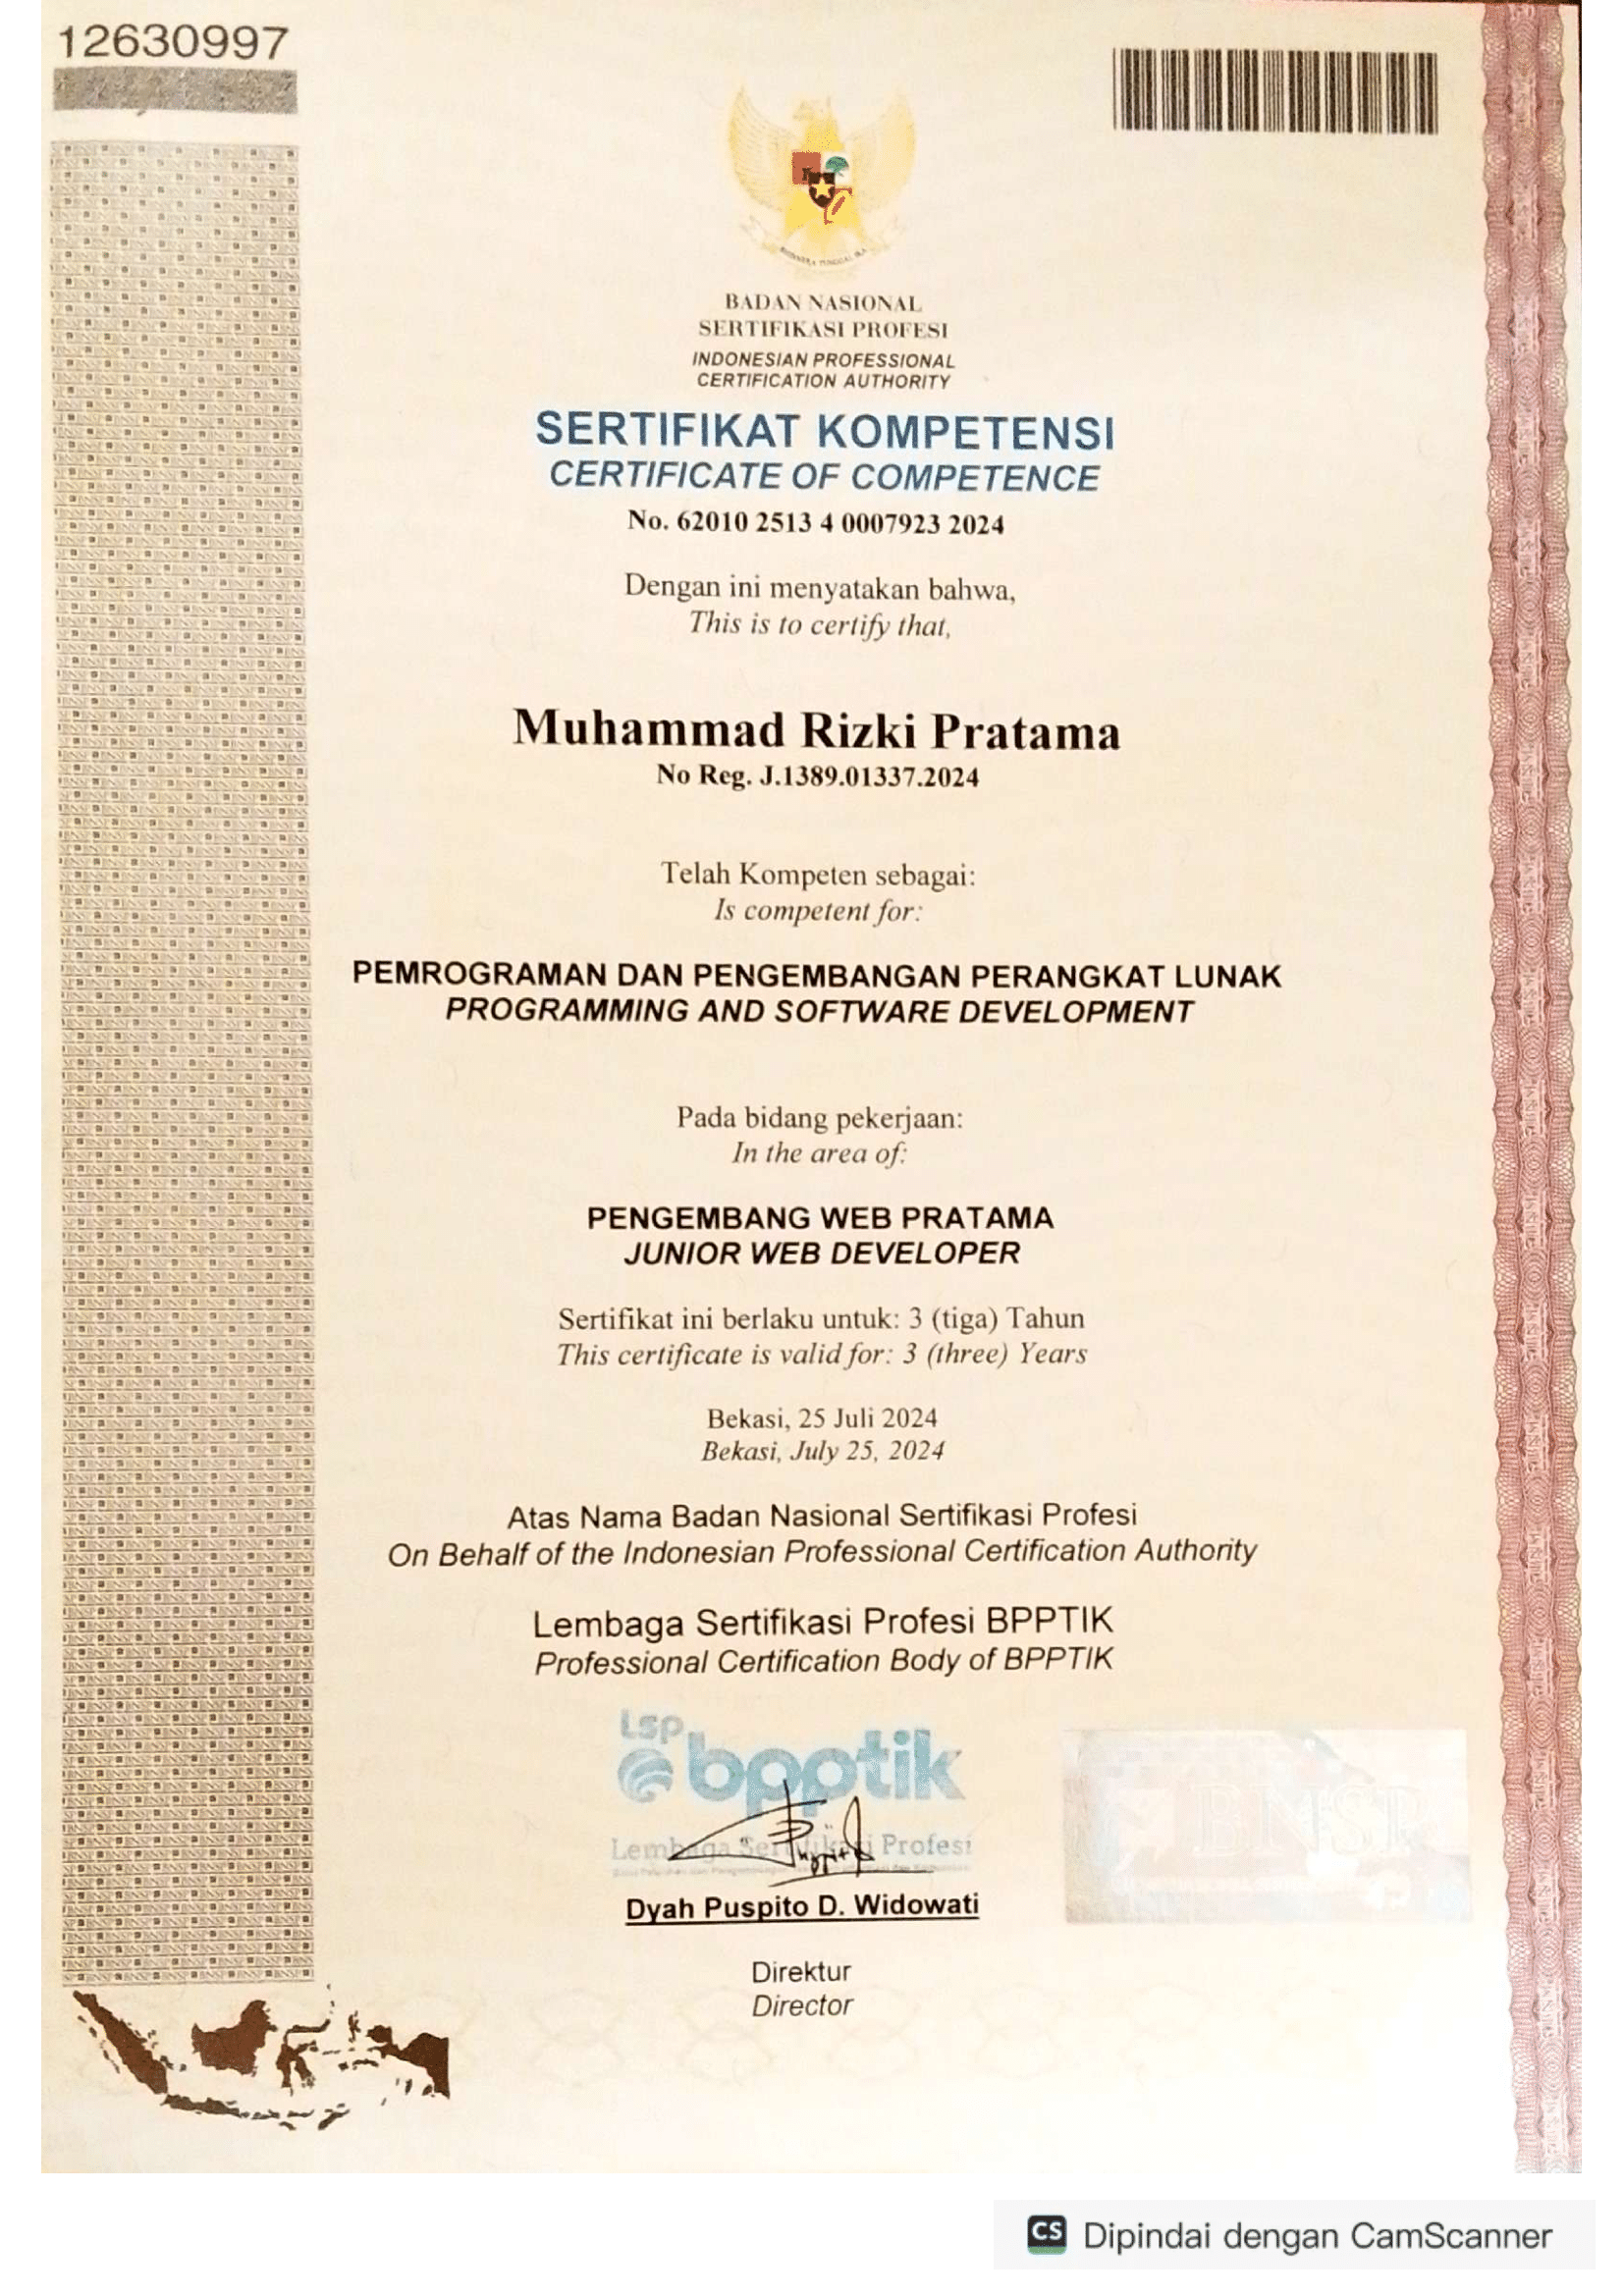 12630997
BADAN NASIONAL
SERTIFIKASI PROFESI
INDONESIAN PROFESSIONAL
CERTIFICATION AUTHORITY
SERTIFIKAT KOMPETENSI
CERTIFICATE OF COMPETENCE
No. 62010 2513 4 0007923 2024
Dengan ini menyatakan bahwa,
This is to certify that,
Muhammad Rizki Pratama
No Reg. J.1389.01337.2024
Telah Kompeten sebagai:
Is competent for:
PEMROGRAMAN DAN PENGEMBANGAN PERANGKAT LUNAK
PROGRAMMING AND SOFTWARE DEVELOPMENT
Pada bidang pekerjaan:
In the area of:
PENGEMBANG WEB PRATAMA
JUNIOR WEB DEVELOPER
Sertifikat ini berlaku untuk: 3 (tiga) Tahun
This certificate is valid for: 3 (three) Years
Bekasi, 25 Juli 2024
Bekasi, July 25, 2024
Atas Nama Badan Nasional Sertifikasi Profesi
On Behalf of the Indonesian Professional Certification Authority
Lembaga Sertifikasi Profesi BPPTIK
Professional Certification Body of BPPTIK
Lsp
bpptik
Lembaga Sertifikasi Profesi
BNSP
Dyah Puspito D. Widowati
Direktur
Director
CS Dipindai dengan CamScanner